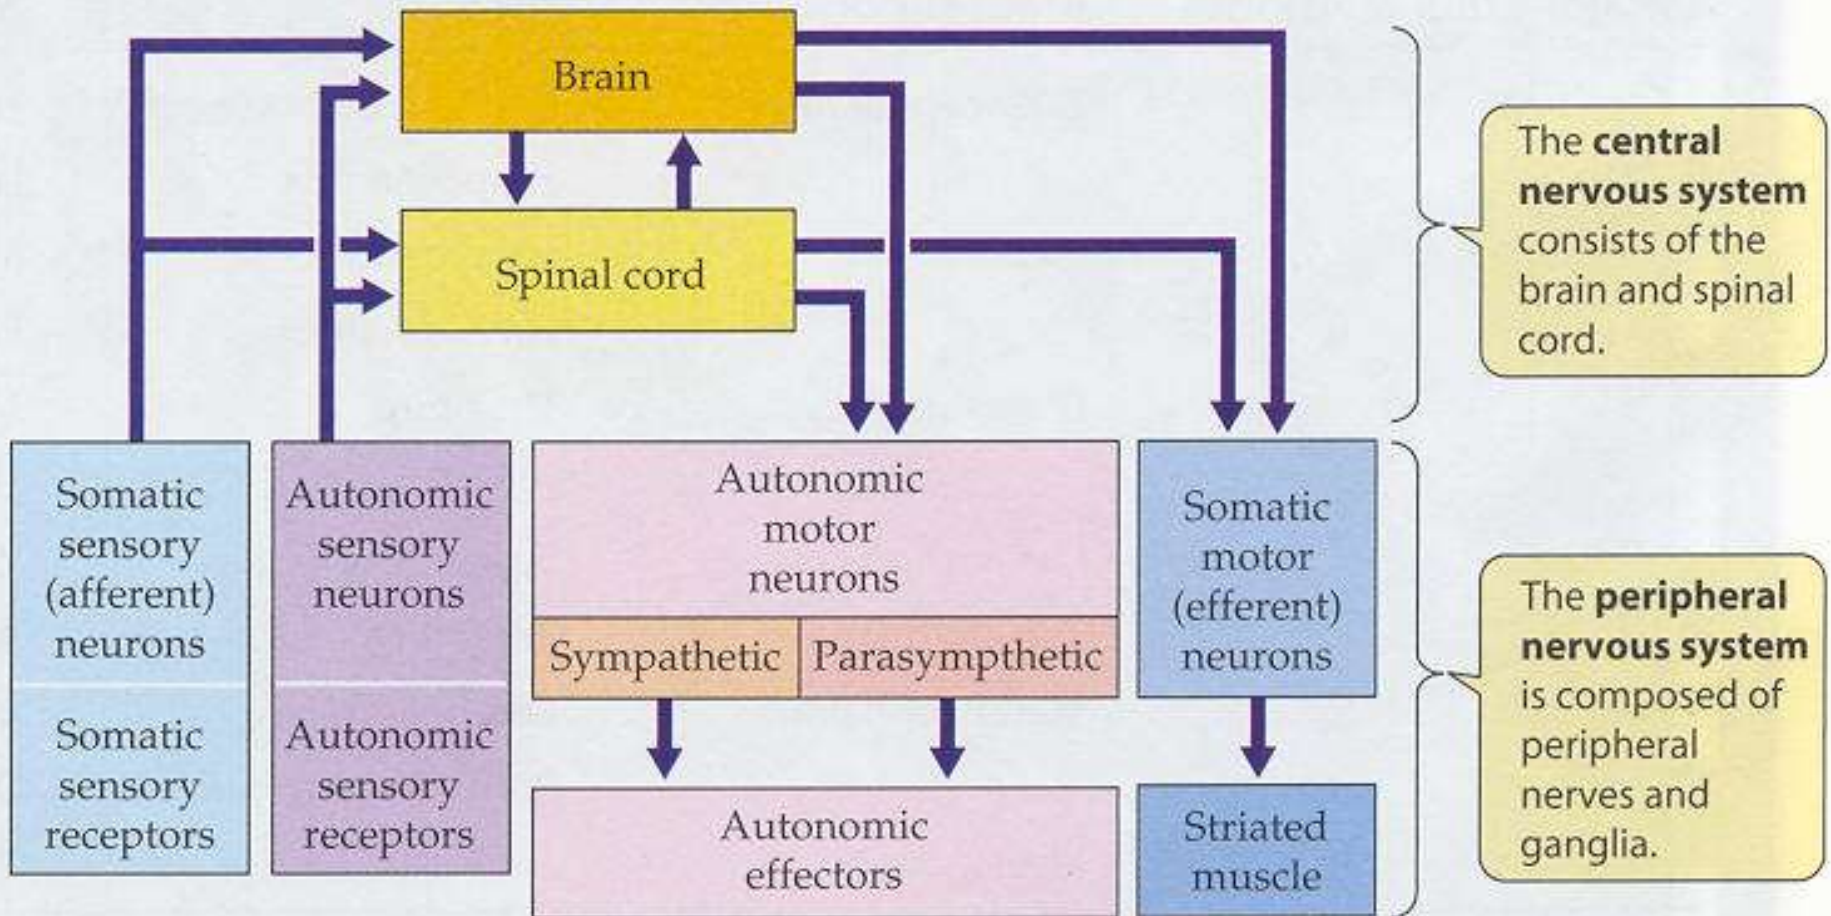 Brain
Spinal cord
The central
nervous system
consists of the
brain and spinal
cord.
Somatic
sensory
(afferent)
neurons
Somatic
sensory
receptors
Autonomic
sensory
neurons
Autonomic
sensory
receptors
Autonomic
motor
neurons
Sympathetic
Parasympthetic
Autonomic
effectors
Somatic
motor
(efferent)
neurons
Striated
muscle
The peripheral
nervous system
is composed of
peripheral
nerves and
ganglia.